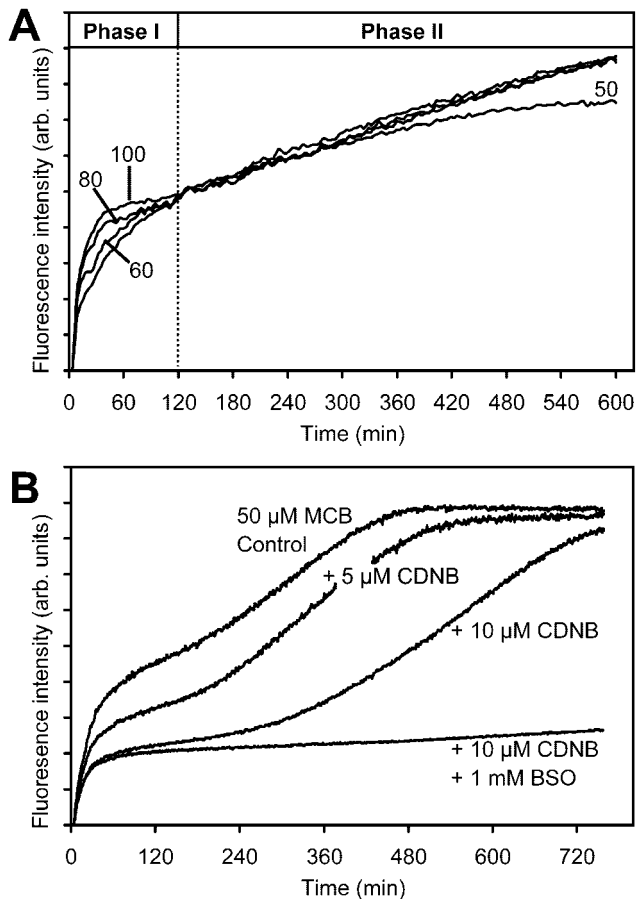 A
Phase I
Phase II
Fluorescence intensity (arb. units)
100
80
60
50
0 60 120 180 240 300 360 420 480 540 600
Time (min)
B
Fluoresence intensity (arb. units)
50 µM MCB
Control
+ 5 µM CDNB
+ 10 µM CDNB
+ 10 µM CDNB
+ 1 mM BSO
0 120 240 360 480 600 720
Time (min)